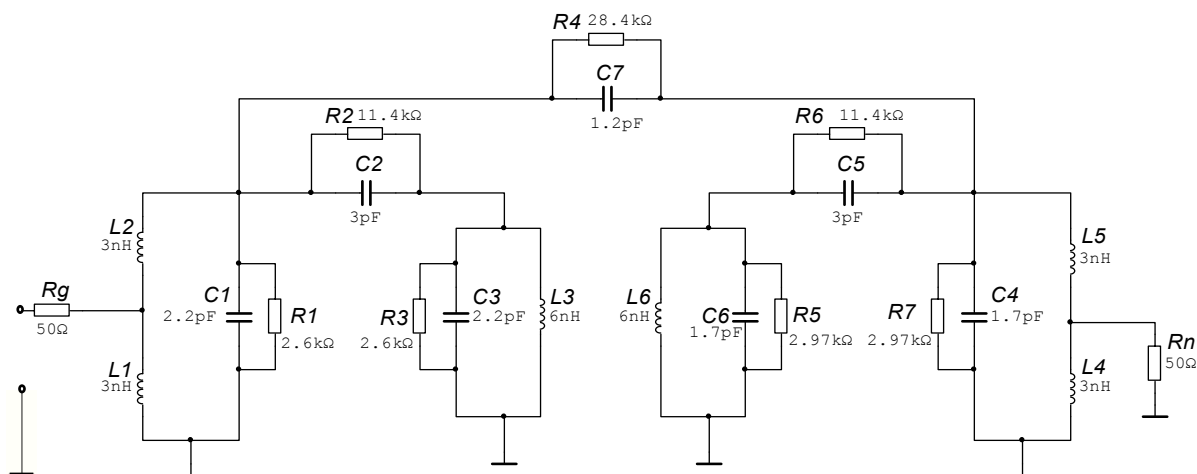 R4 28.4kΩ
C7
1.2pF
R2 11.4kΩ
C2
3pF
R6 11.4kΩ
C5
3pF
L2
3nH
Rg
50Ω
L1
3nH
C1
2.2pF
R1
2.6kΩ
R3
2.6kΩ
C3
2.2pF
L3
6nH
L6
6nH
C6
1.7pF
R5
2.97kΩ
R7
2.97kΩ
C4
1.7pF
L5
3nH
L4
3nH
Rn
50Ω